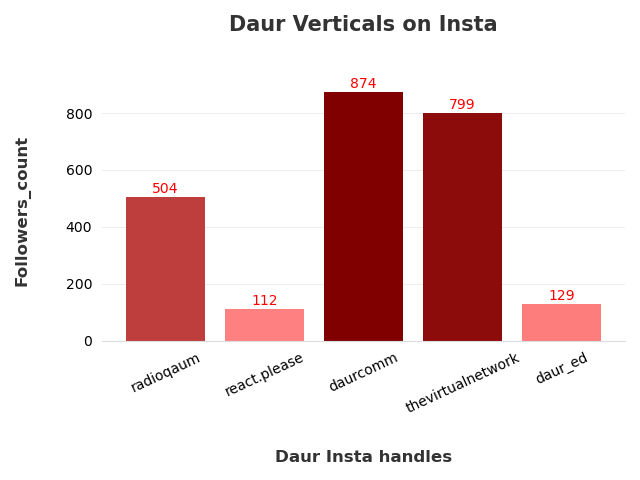 Daur Verticals on Insta
Followers_count
800
600
400
200
0
504
112
874
799
129
radioqaum
react.please
daurcomm
thevirtualnetwork
daur_ed
Daur Insta handles